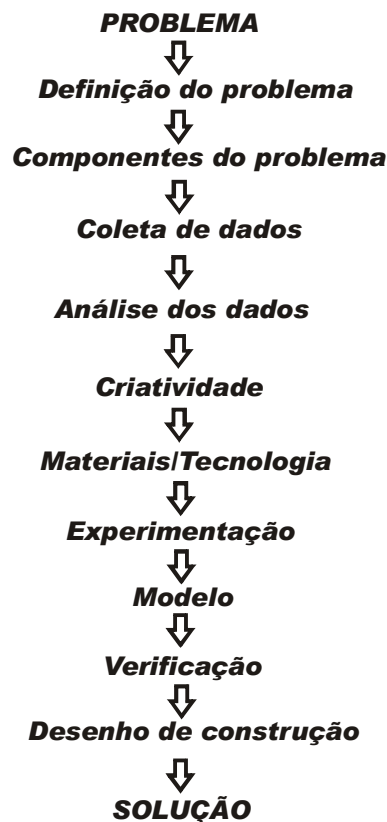 PROBLEMA
Definição do problema
Componentes do problema
Coleta de dados
Análise dos dados
Criatividade
Materiais/Tecnologia
Experimentação
Modelo
Verificação
Desenho de construção
SOLUÇÃO